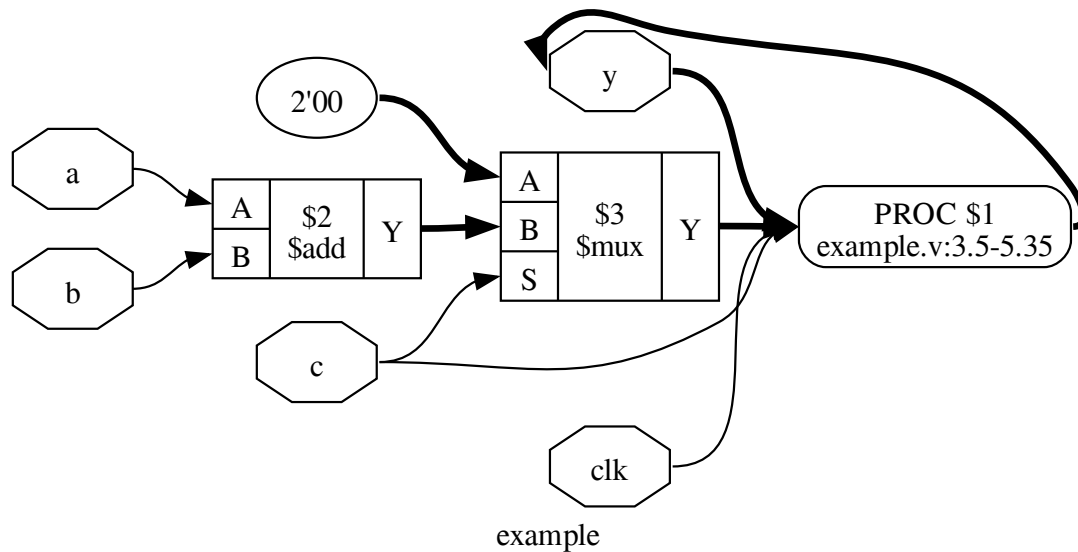 y
2'00
a
A
$3
$mux
Y
B
S
A
$2
$add
Y
B
PROC $1
example.v:3.5-5.35
b
c
clk
example